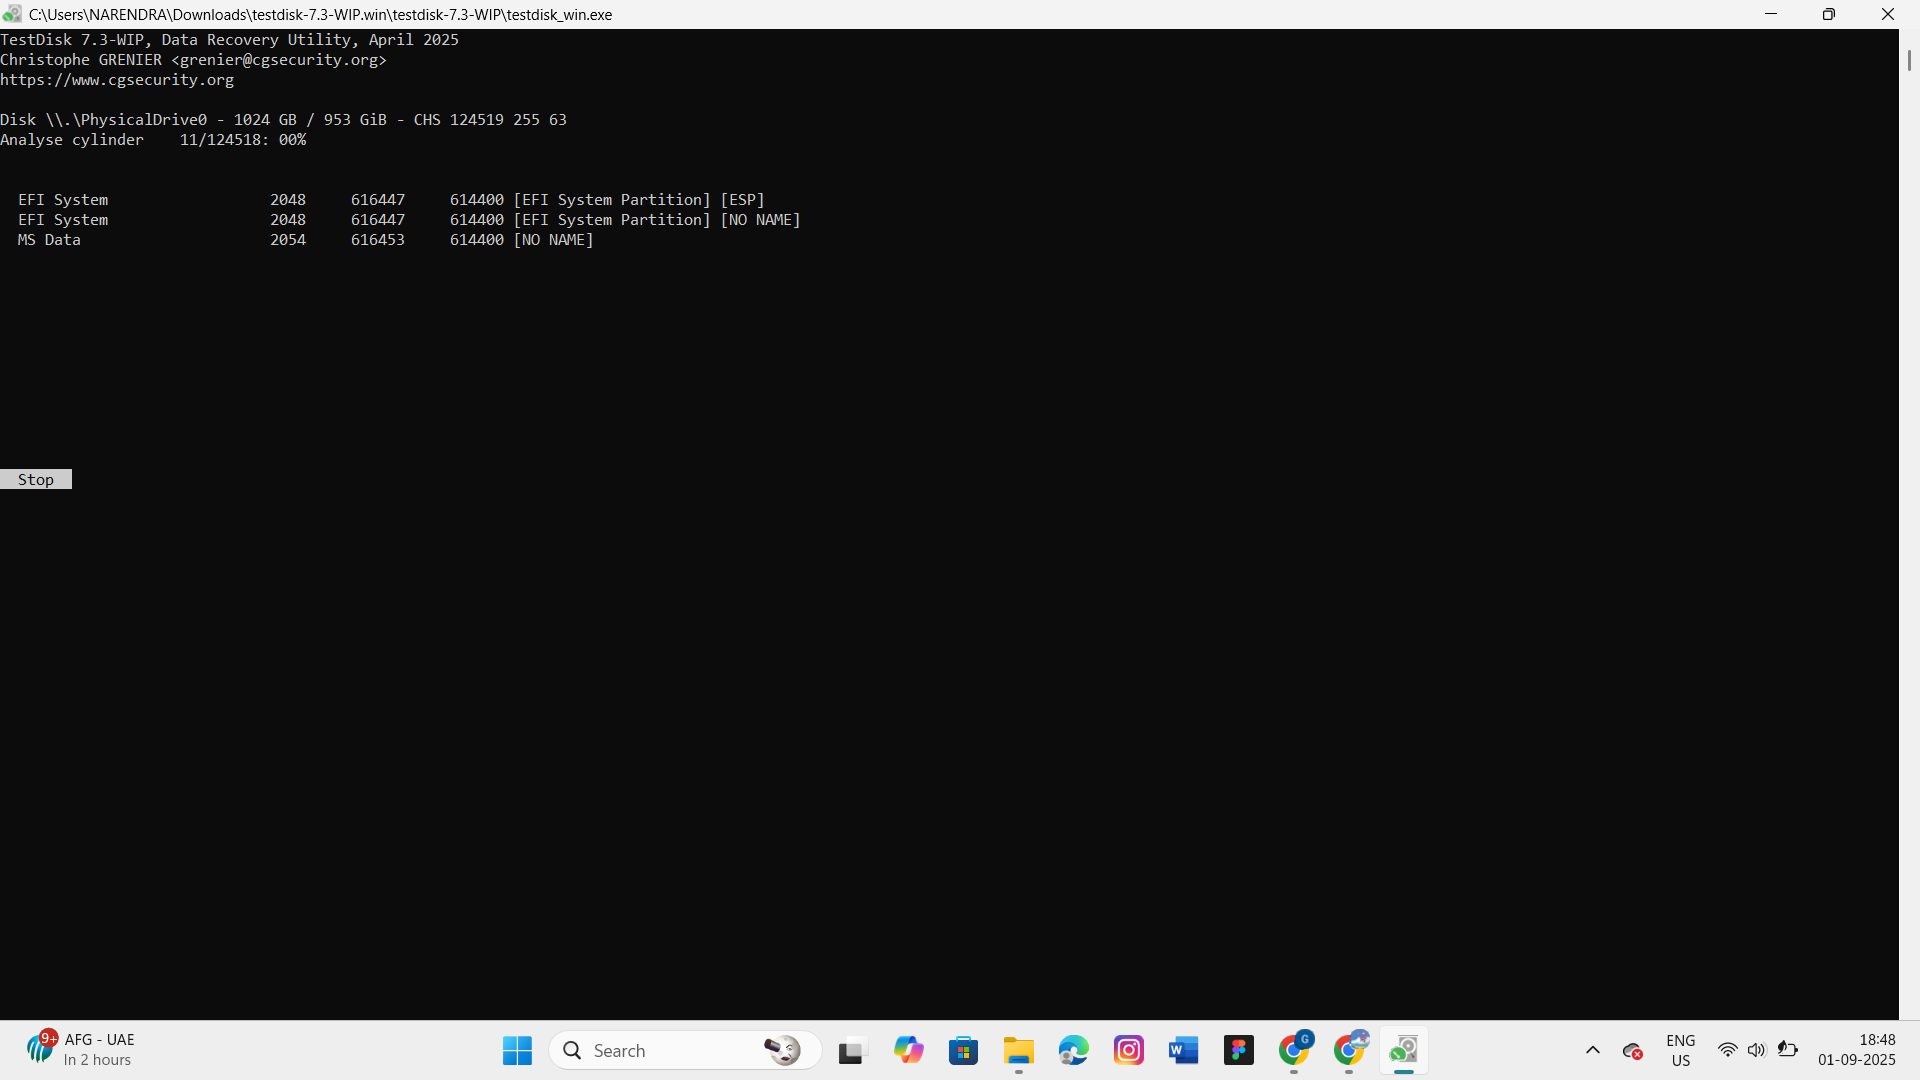 C:\Users\NARENDRA\Downloads\testdisk-7.3-WIP.win\testdisk-7.3-WIP\testdisk_win.exe
TestDisk 7.3-WIP, Data Recovery Utility, April 2025
Christophe GRENIER <grenier@cgsecurity.org>
https://www.cgsecurity.org
Disk \\.\PhysicalDrive0 - 1024 GB / 953 GiB - CHS 124519 255 63
Analyse cylinder    11/124518: 00%
EFI System                  2048     616447     614400 [EFI System Partition] [ESP]
EFI System                  2048     616447     614400 [EFI System Partition] [NO NAME]
MS Data                     2054     616453     614400 [NO NAME]
Stop
9+ AFG - UAE
In 2 hours
Search
W
G
ENG
US
18:48
01-09-2025